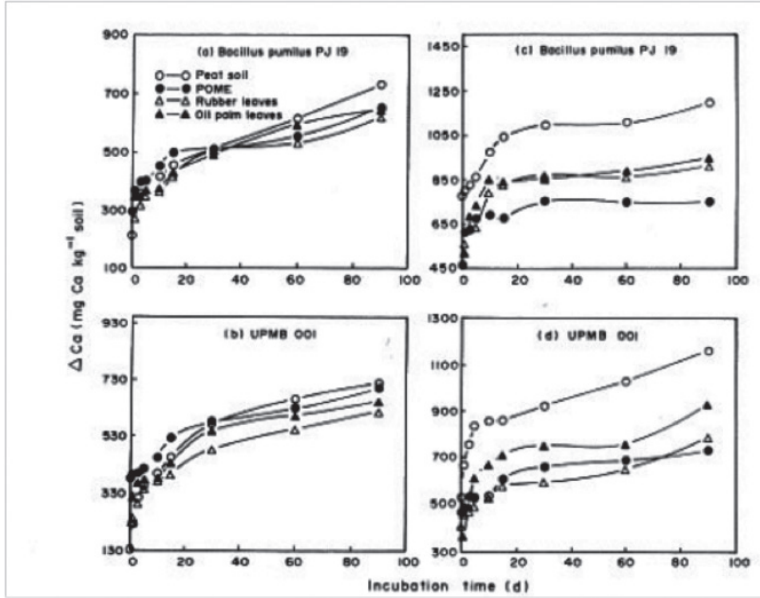 (a) Bacillus pumilus PJ 19
Peat soil
POME
Rubber leaves
Oil palm leaves
900
700
500
300
100
0 20 40 60 80 100
(c) Bacillus pumilus PJ 19
1450
1250
1050
850
650
450
0 20 40 60 80 100
Δ Ca (mg Ca kg⁻¹ soil)
(b) UPMB 001
930
730
530
330
130
0 20 40 60 80 100
(d) UPMB 001
1300
1100
900
700
500
300
0 20 40 60 80 100
Incubation time (d)